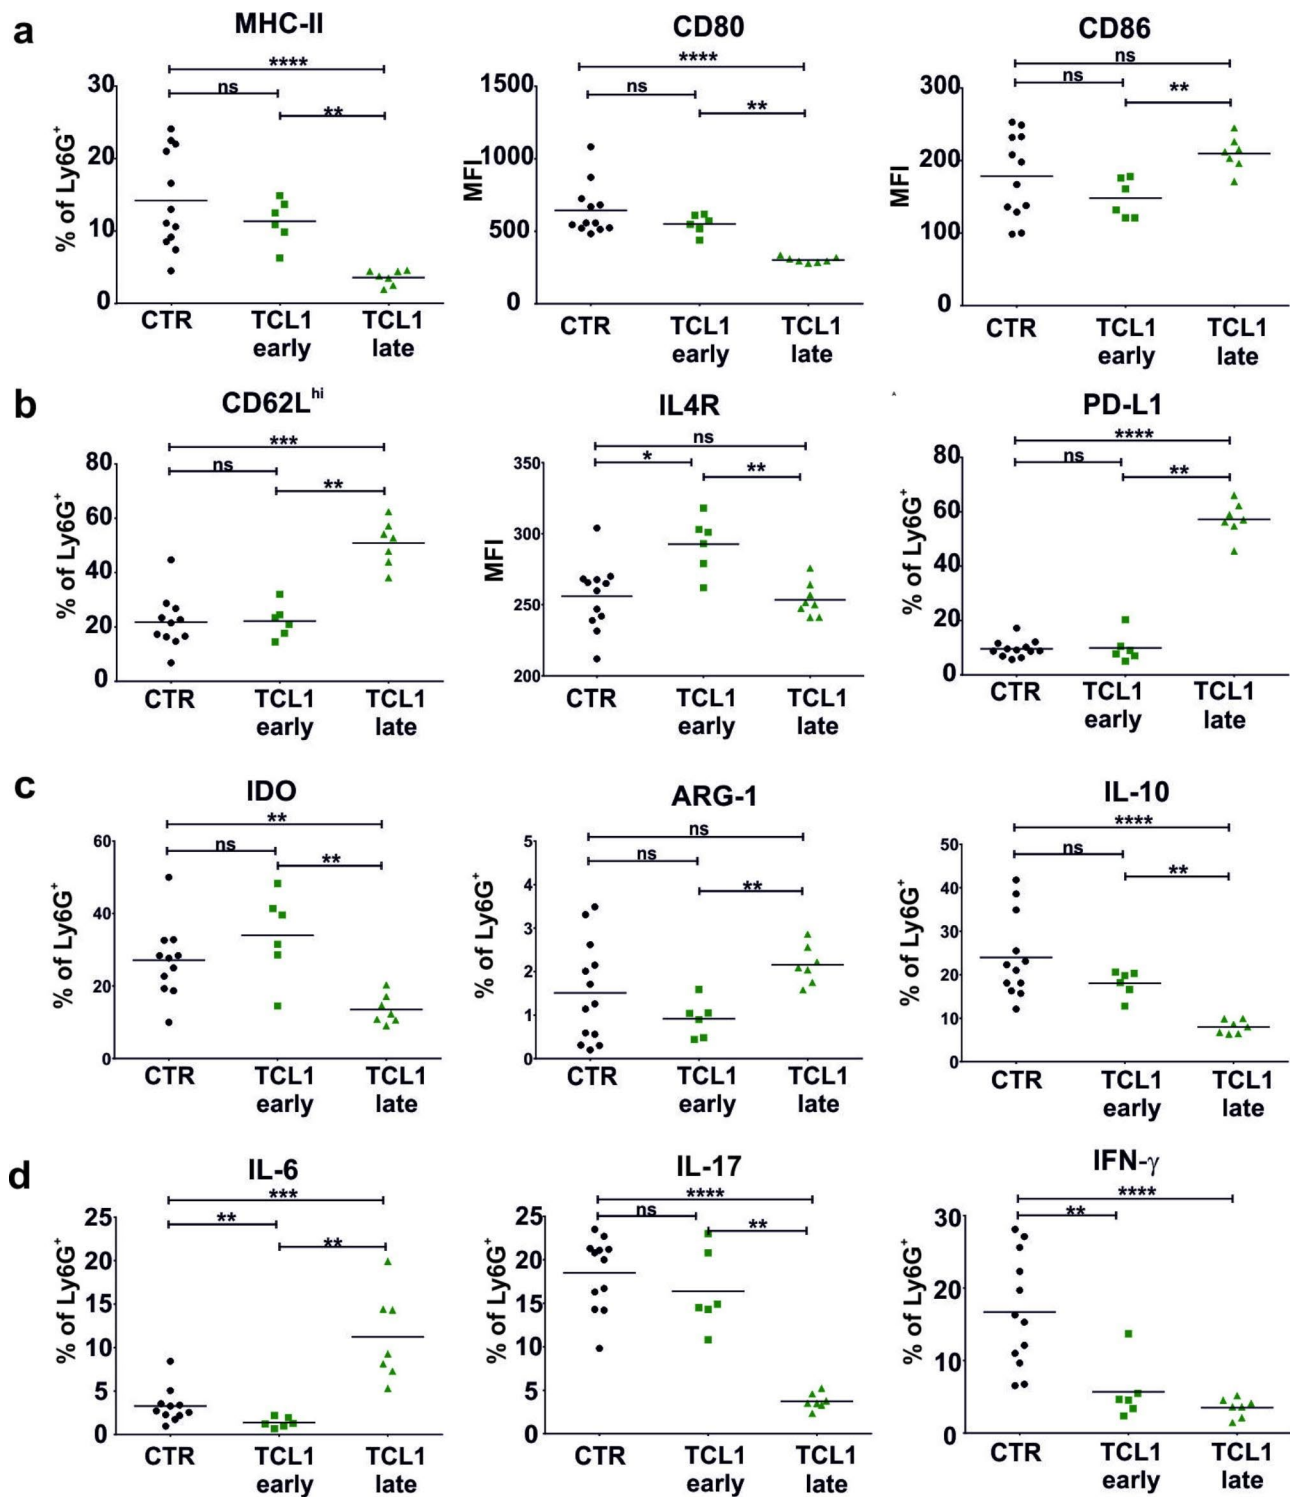 a
MHC-II
CD80
CD86
****
ns
**
30
20
10
0
% of Ly6G+
CTR
TCL1 early
TCL1 late
****
ns
**
1500
1000
500
0
MFI
CTR
TCL1 early
TCL1 late
ns
ns
**
300
200
100
0
MFI
CTR
TCL1 early
TCL1 late
b
CD62Lhi
IL4R
PD-L1
***
ns
**
80
60
40
20
0
% of Ly6G+
CTR
TCL1 early
TCL1 late
ns
*
**
350
300
250
200
MFI
CTR
TCL1 early
TCL1 late
****
ns
**
80
60
40
20
0
% of Ly6G+
CTR
TCL1 early
TCL1 late
c
IDO
ARG-1
IL-10
**
ns
**
60
40
20
0
% of Ly6G+
CTR
TCL1 early
TCL1 late
ns
ns
**
5
4
3
2
1
0
% of Ly6G+
CTR
TCL1 early
TCL1 late
****
ns
**
50
40
30
20
10
0
% of Ly6G+
CTR
TCL1 early
TCL1 late
d
IL-6
IL-17
IFN-γ
***
**
**
25
20
15
10
5
0
% of Ly6G+
CTR
TCL1 early
TCL1 late
****
ns
**
25
20
15
10
5
0
% of Ly6G+
CTR
TCL1 early
TCL1 late
****
**
30
20
10
0
% of Ly6G+
CTR
TCL1 early
TCL1 late